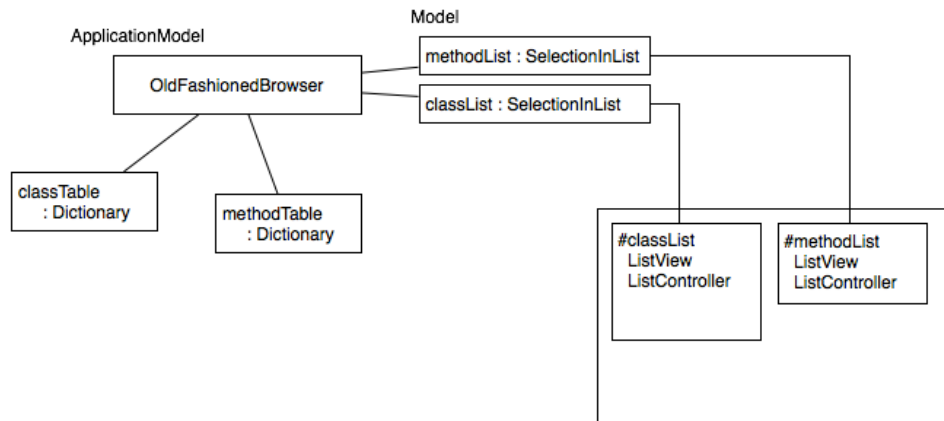 Model
ApplicationModel
methodList : SelectionInList
OldFashionedBrowser
classList : SelectionInList
classTable
: Dictionary
methodTable
: Dictionary
#classList
ListView
ListController
#methodList
ListView
ListController